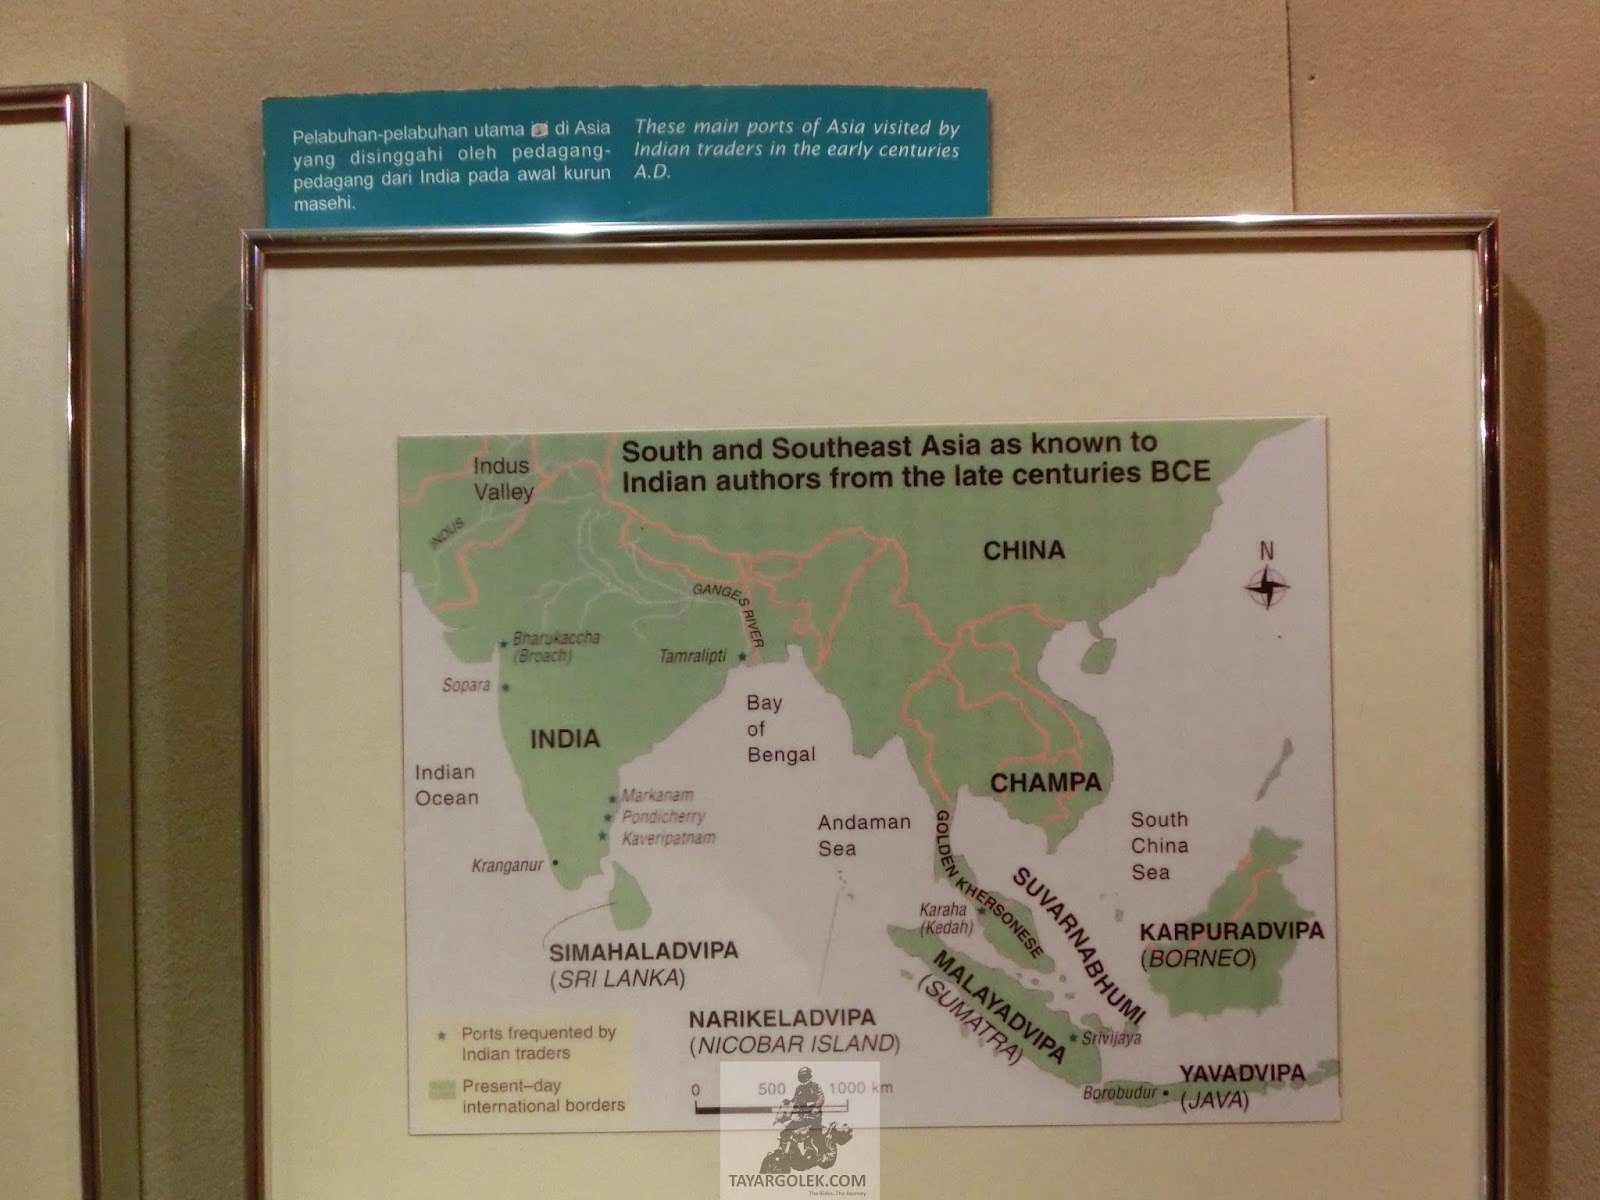 Pelabuhan-pelabuhan utama di Asia
yang disinggahi oleh pedagang-
pedagang dari India pada awal kurun
masehi.
These main ports of Asia visited by
Indian traders in the early centuries
A.D.
South and Southeast Asia as known to
Indian authors from the late centuries BCE
Indus
Valley
INDUS
CHINA
N
GANGES RIVER
Bharukaccha
(Broach)
Tamralipti
Sopara
INDIA
Bay
of
Bengal
Indian
Ocean
CHAMPA
Markanam
Pondicherry
Kaveripatnam
Kranganur
Andaman
Sea
South
China
Sea
GOLDEN KHERSONESE
SUVARNABHUMI
Karaha
(Kedah)
KARPURADVIPA
(BORNEO)
SIMAHALADVIPA
(SRI LANKA)
MALAYADVIPA
(SUMATRA)
NARIKELADVIPA
(NICOBAR ISLAND)
Srivijaya
YAVADVIPA
(JAVA)
Borobudur
Ports frequented by
Indian traders
Present–day
international borders
0 500 1000 km
TAYARGOLEK.COM
The Rides..The Journey